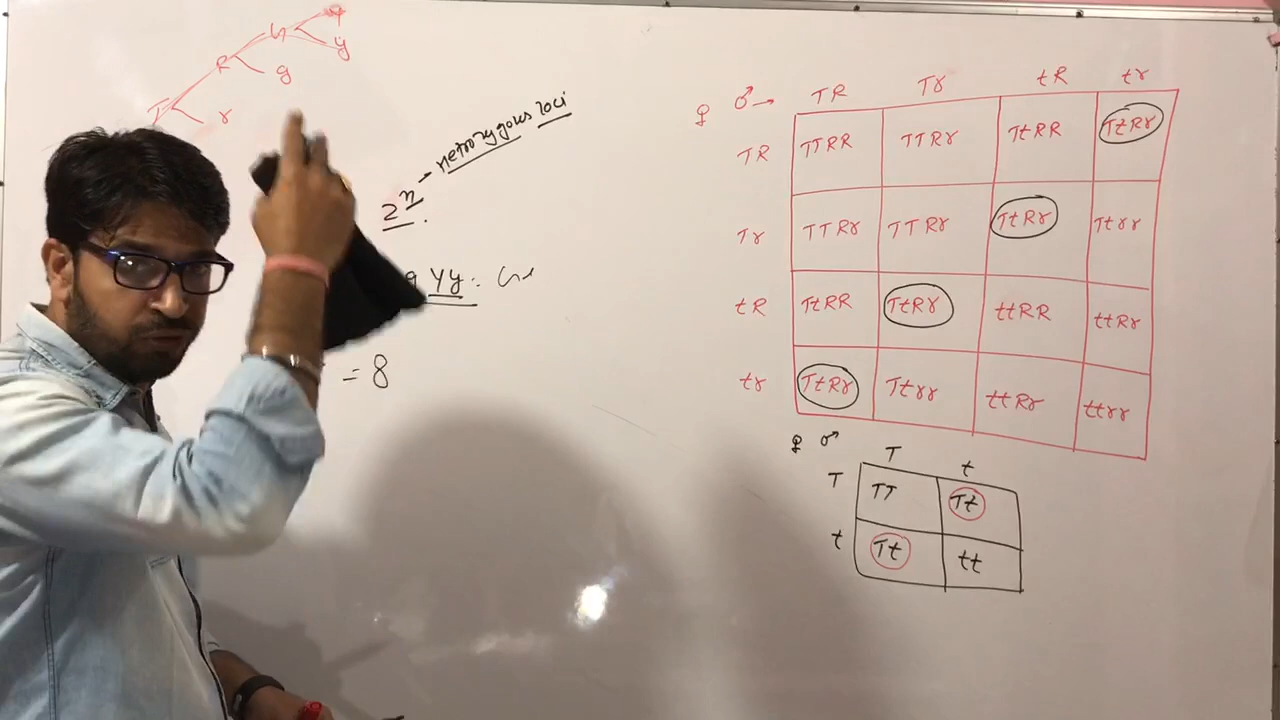 G
y
R
g
T
r
2ⁿ → hetrozygous loci
Yy :
= 8
♀ ♂→ TR Tr tR tr
TR TTRR TTRr TtRR TtRr
Tr TTRr TTRr TtRr Ttrr
tR TtRR TtRr ttRR ttRr
tr TtRr Ttrr ttRr ttrr
♀ ♂
T t
T TT Tt
t Tt tt